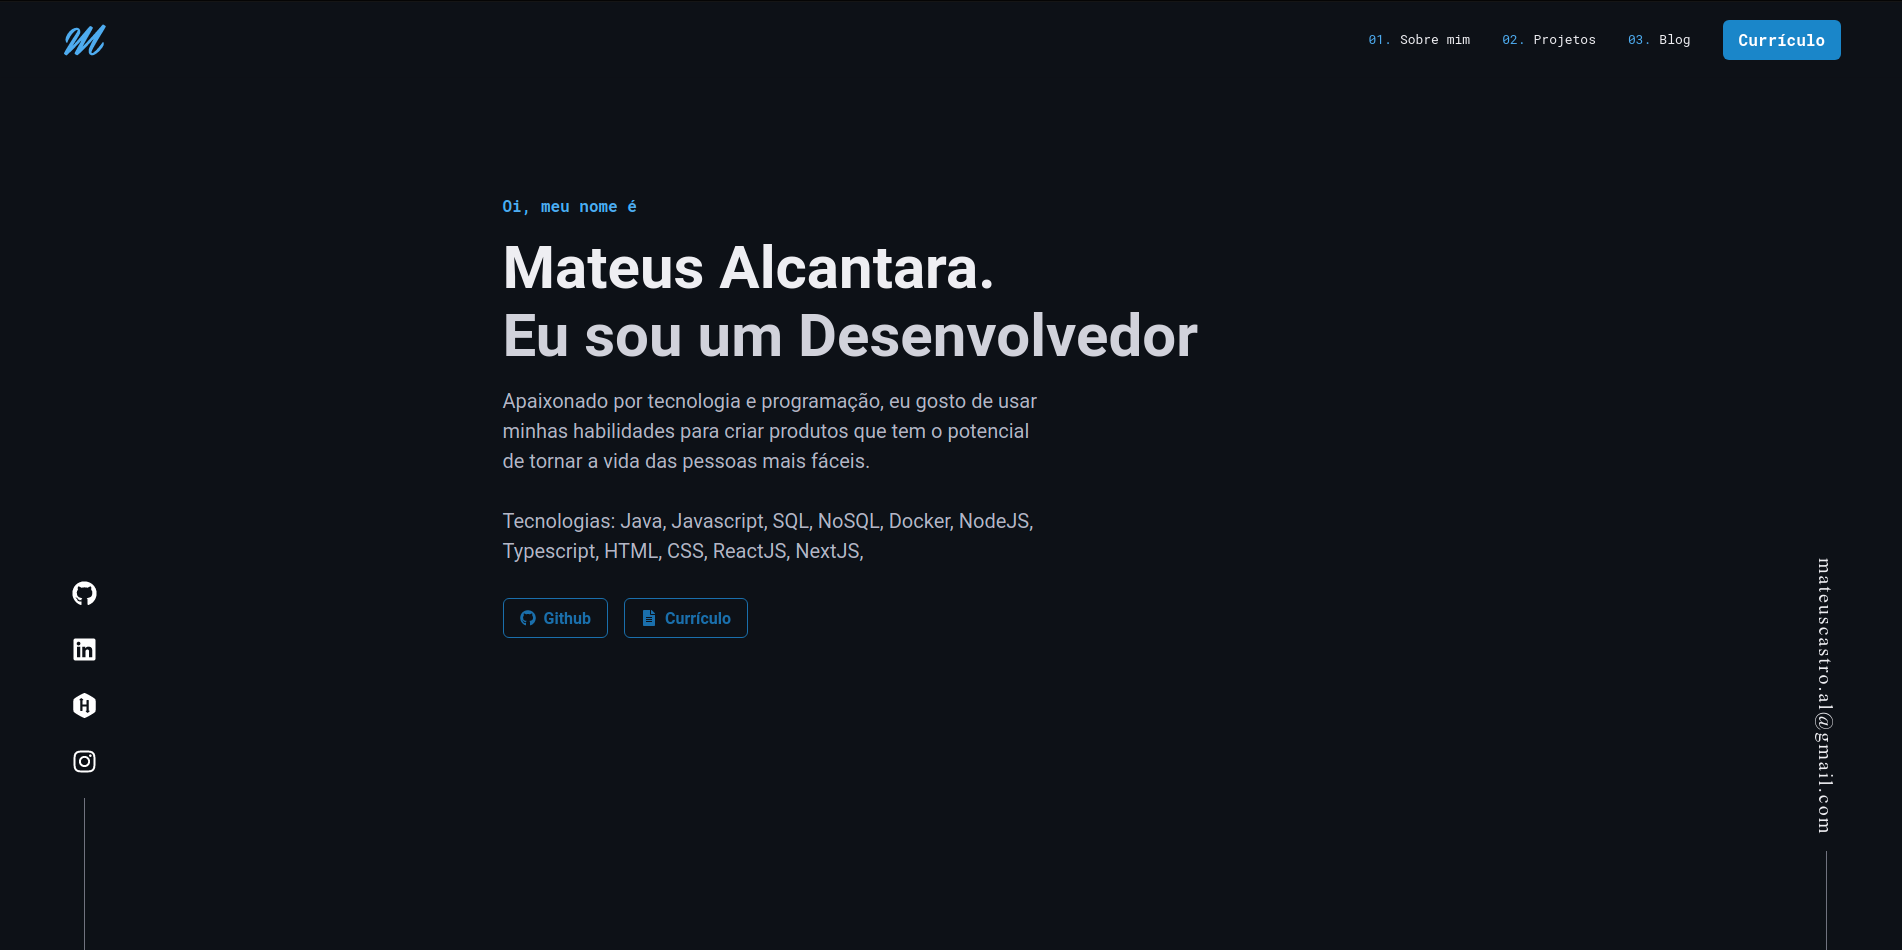 M
01. Sobre mim
02. Projetos
03. Blog
Currículo
Oi, meu nome é
Mateus Alcantara.
Eu sou um Desenvolvedor
Apaixonado por tecnologia e programação, eu gosto de usar
minhas habilidades para criar produtos que tem o potencial
de tornar a vida das pessoas mais fáceis.
Tecnologias: Java, Javascript, SQL, NoSQL, Docker, NodeJS,
Typescript, HTML, CSS, ReactJS, NextJS,
Github
Currículo
in
H
mateuscastro.al@gmail.com